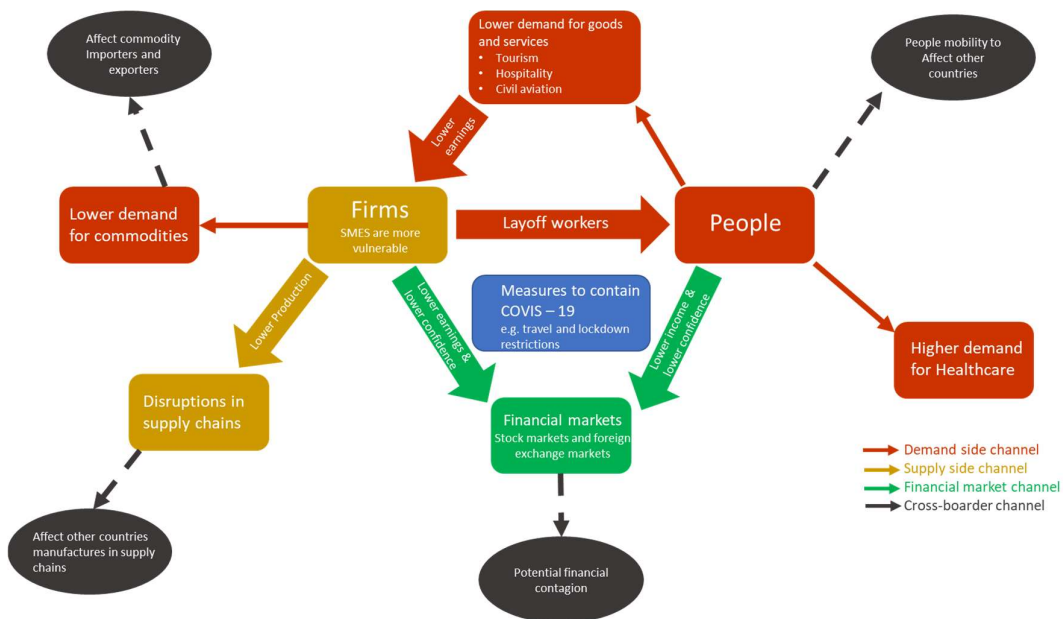 Affect commodity
Importers and
exporters
Lower demand for goods
and services
• Tourism
• Hospitality
• Civil aviation
People mobility to
Affect other
countries
Lower
earnings
Lower demand
for commodities
Firms
SMES are more
vulnerable
Layoff workers
People
Measures to contain
COVIS – 19
e.g. travel and lockdown
restrictions
Lower Production
Lower earnings &
lower confidence
Lower income &
lower confidence
Higher demand
for Healthcare
Disruptions in
supply chains
Financial markets
Stock markets and foreign
exchange markets
Demand side channel
Supply side channel
Financial market channel
Cross-boarder channel
Affect other countries
manufactures in supply
chains
Potential financial
contagion